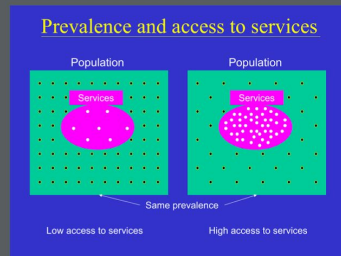 Prevalence and access to services
Population
Population
Services
Services
Same prevalence
Low access to services
High access to services